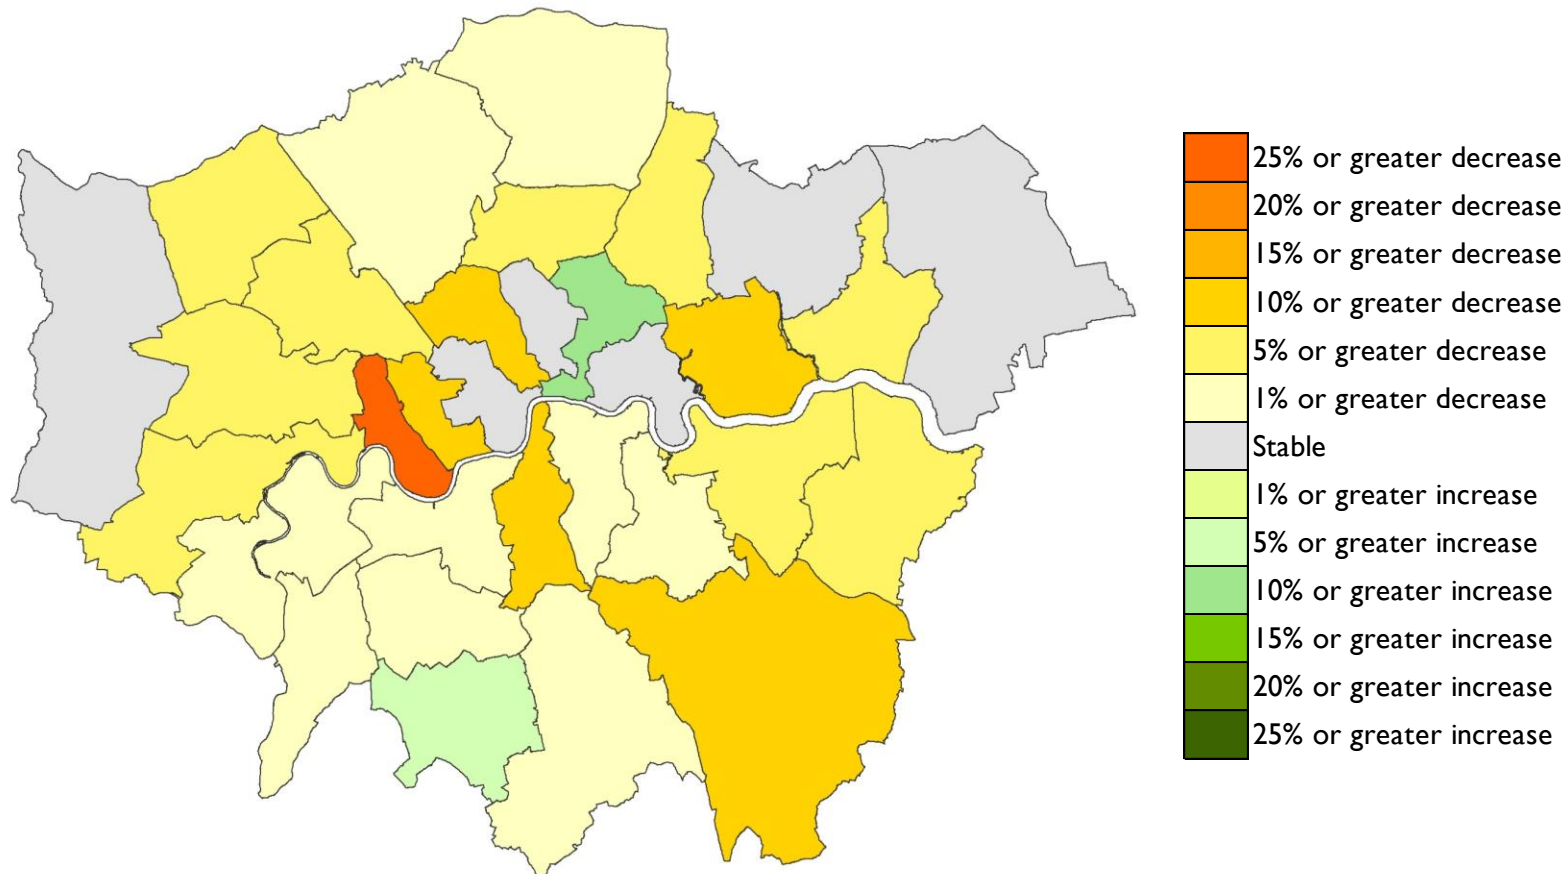 25% or greater decrease
20% or greater decrease
15% or greater decrease
10% or greater decrease
5% or greater decrease
1% or greater decrease
Stable
1% or greater increase
5% or greater increase
10% or greater increase
15% or greater increase
20% or greater increase
25% or greater increase